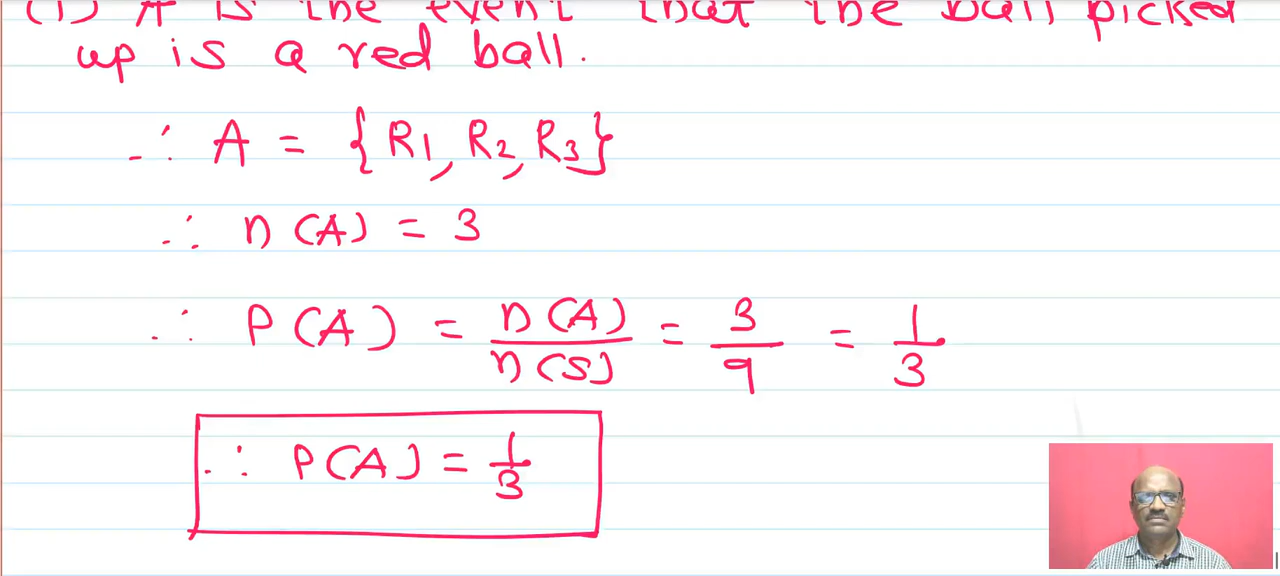 (i) A is the event that the ball picked
up is a red ball.
∴ A = {R1, R2, R3}
∴ n(A) = 3
∴ P(A) = n(A)/n(S) = 3/9 = 1/3
∴ P(A) = 1/3